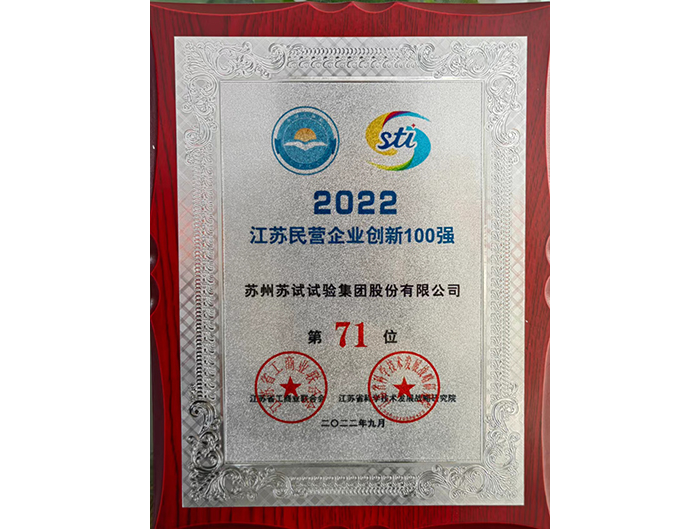 sti
2022
江苏民营企业创新100强
苏州苏试试验集团股份有限公司
第 71 位
江苏省工商业联合会 江苏省科学技术发展战略研究院
二〇二二年九月